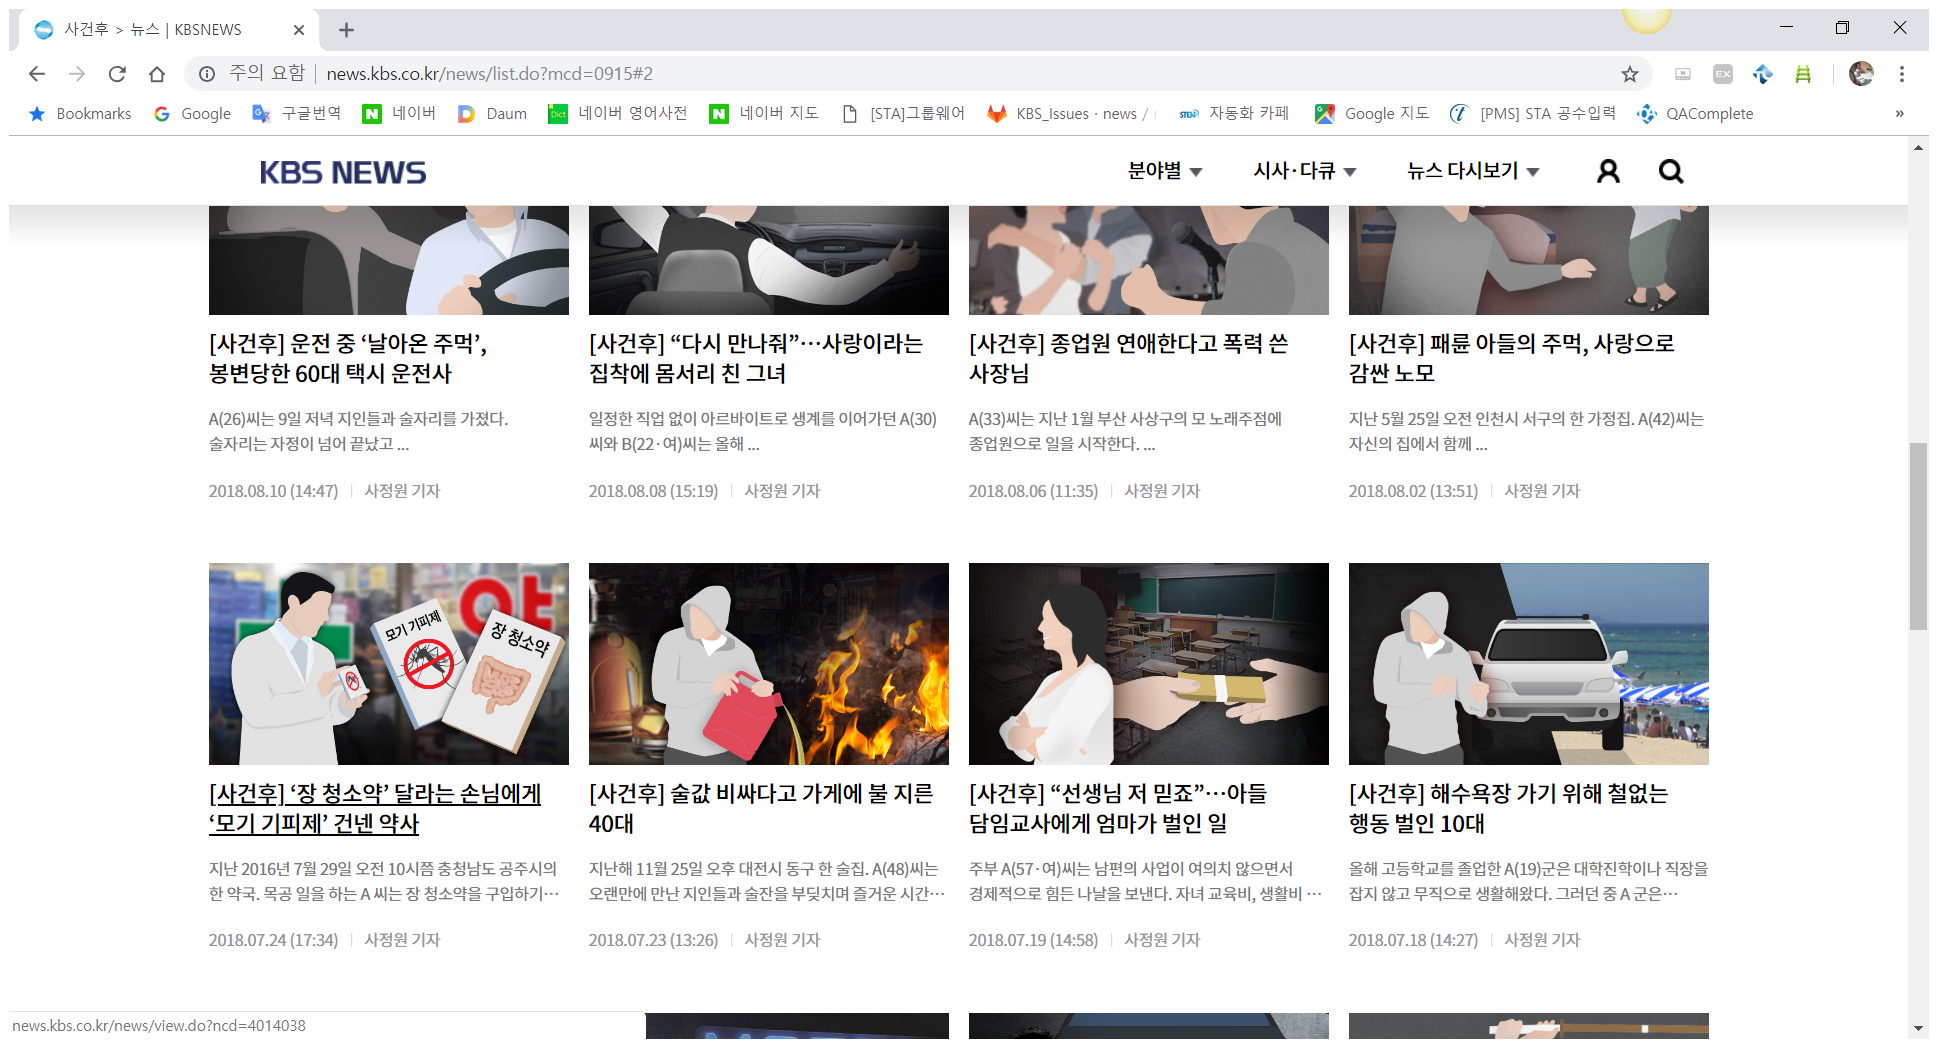 사건후 > 뉴스 | KBSNEWS
주의 요함 | news.kbs.co.kr/news/list.do?mcd=0915#2
EX
Bookmarks Google 구글번역 네이버 Daum 네이버 영어사전 네이버 지도 [STA]그룹웨어 KBS_Issues · news / 자동화 카페 Google 지도 [PMS] STA 공수입력 QAComplete »
KBS NEWS 분야별 시사·다큐 뉴스 다시보기
[사건후] 운전 중 ‘날아온 주먹’,
봉변당한 60대 택시 운전사
A(26)씨는 9일 저녁 지인들과 술자리를 가졌다.
술자리는 자정이 넘어 끝났고 ...
2018.08.10 (14:47) | 사정원 기자
[사건후] “다시 만나줘”…사랑이라는
집착에 몸서리 친 그녀
일정한 직업 없이 아르바이트로 생계를 이어가던 A(30)
씨와 B(22·여)씨는 올해 ...
2018.08.08 (15:19) | 사정원 기자
[사건후] 종업원 연애한다고 폭력 쓴
사장님
A(33)씨는 지난 1월 부산 사상구의 모 노래주점에
종업원으로 일을 시작한다. ...
2018.08.06 (11:35) | 사정원 기자
[사건후] 패륜 아들의 주먹, 사랑으로
감싼 노모
지난 5월 25일 오전 인천시 서구의 한 가정집. A(42)씨는
자신의 집에서 함께 ...
2018.08.02 (13:51) | 사정원 기자
약
모기 기피제
장 청소약
[사건후] ‘장 청소약’ 달라는 손님에게
‘모기 기피제’ 건넨 약사
지난 2016년 7월 29일 오전 10시쯤 충청남도 공주시의
한 약국. 목공 일을 하는 A 씨는 장 청소약을 구입하기…
2018.07.24 (17:34) | 사정원 기자
[사건후] 술값 비싸다고 가게에 불 지른
40대
지난해 11월 25일 오후 대전시 동구 한 술집. A(48)씨는
오랜만에 만난 지인들과 술잔을 부딪치며 즐거운 시간…
2018.07.23 (13:26) | 사정원 기자
[사건후] “선생님 저 믿죠”…아들
담임교사에게 엄마가 벌인 일
주부 A(57·여)씨는 남편의 사업이 여의치 않으면서
경제적으로 힘든 나날을 보낸다. 자녀 교육비, 생활비 …
2018.07.19 (14:58) | 사정원 기자
[사건후] 해수욕장 가기 위해 철없는
행동 벌인 10대
올해 고등학교를 졸업한 A(19)군은 대학진학이나 직장을
잡지 않고 무직으로 생활해왔다. 그러던 중 A 군은…
2018.07.18 (14:27) | 사정원 기자
news.kbs.co.kr/news/view.do?ncd=4014038